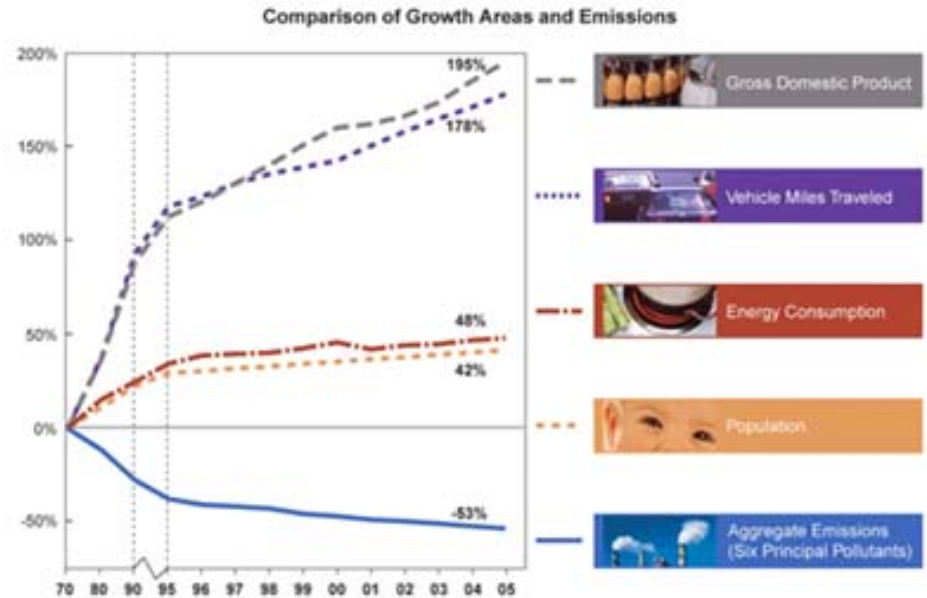 Comparison of Growth Areas and Emissions
200%
150%
100%
50%
0%
-50%
195%
178%
48%
42%
-53%
70 80 90 95 96 97 98 99 00 01 02 03 04 05
Gross Domestic Product
Vehicle Miles Traveled
Energy Consumption
Population
Aggregate Emissions
(Six Principal Pollutants)